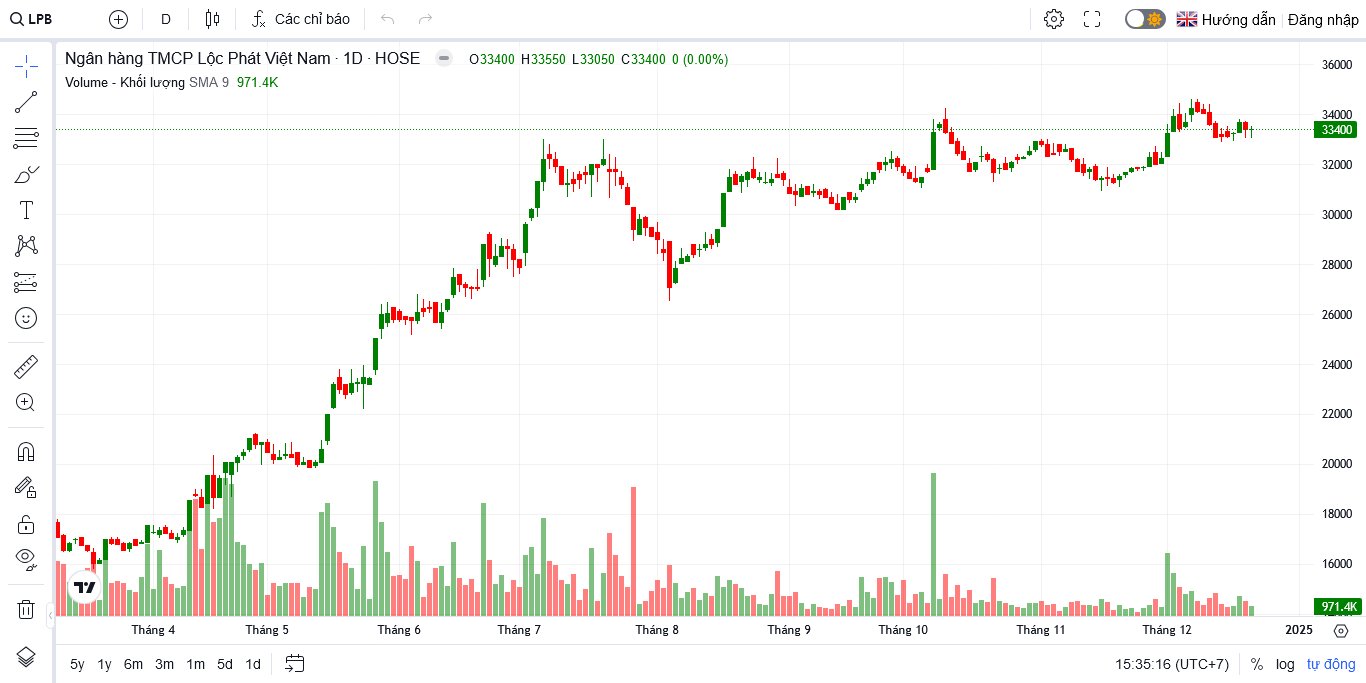 LPB D Các chỉ báo Hướng dẫn Đăng nhập
Ngân hàng TMCP Lộc Phát Việt Nam · 1D · HOSE O33400 H33550 L33050 C33400 0 (0.00%)
Volume - Khối lượng SMA 9 971.4K
36000
34000
33400
32000
30000
28000
26000
24000
22000
20000
18000
16000
971.4K
Tháng 4 Tháng 5 Tháng 6 Tháng 7 Tháng 8 Tháng 9 Tháng 10 Tháng 11 Tháng 12 2025
5y 1y 6m 3m 1m 5d 1d 15:35:16 (UTC+7) % log tự động